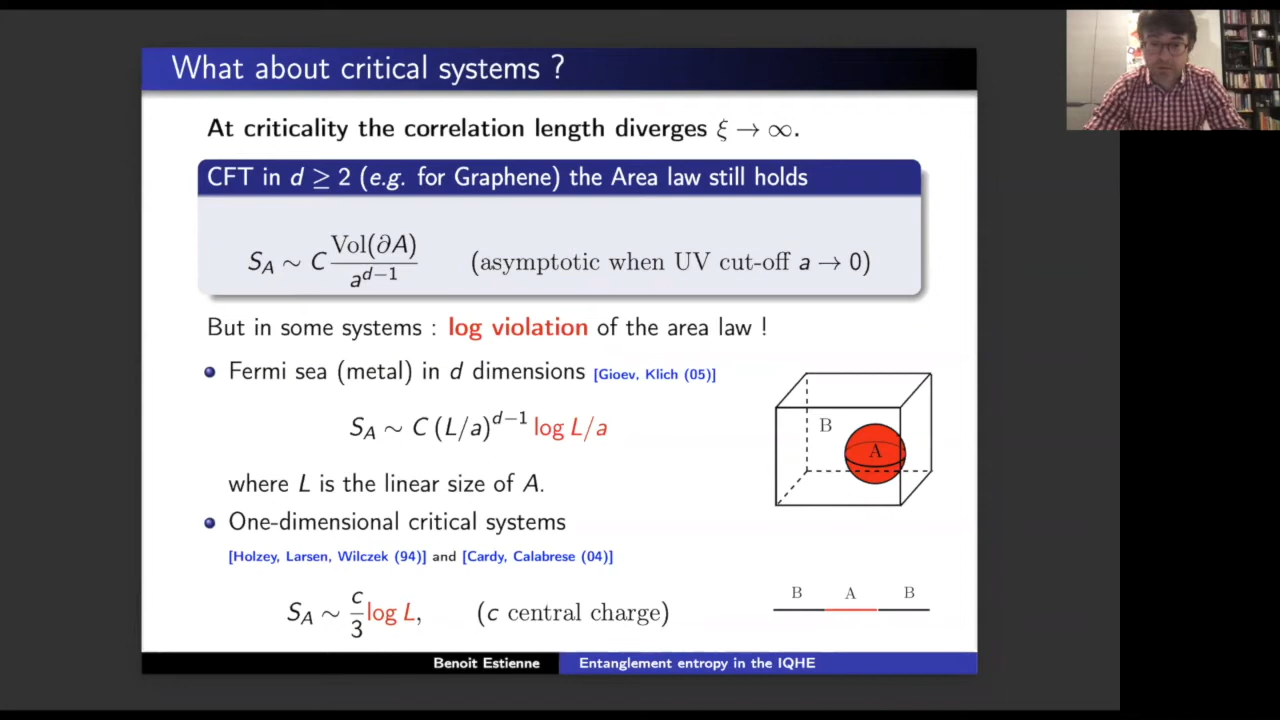 What about critical systems ?
At criticality the correlation length diverges ξ → ∞.
CFT in d ≥ 2 (e.g. for Graphene) the Area law still holds
S_A ∼ C Vol(∂A) / a^{d−1} (asymptotic when UV cut-off a → 0)
But in some systems : log violation of the area law !
Fermi sea (metal) in d dimensions [Gioev, Klich (05)]
S_A ∼ C (L/a)^{d−1} log L/a
B
A
where L is the linear size of A.
One-dimensional critical systems
[Holzey, Larsen, Wilczek (94)] and [Cardy, Calabrese (04)]
S_A ∼ c/3 log L, (c central charge)
B A B
Benoit Estienne Entanglement entropy in the IQHE